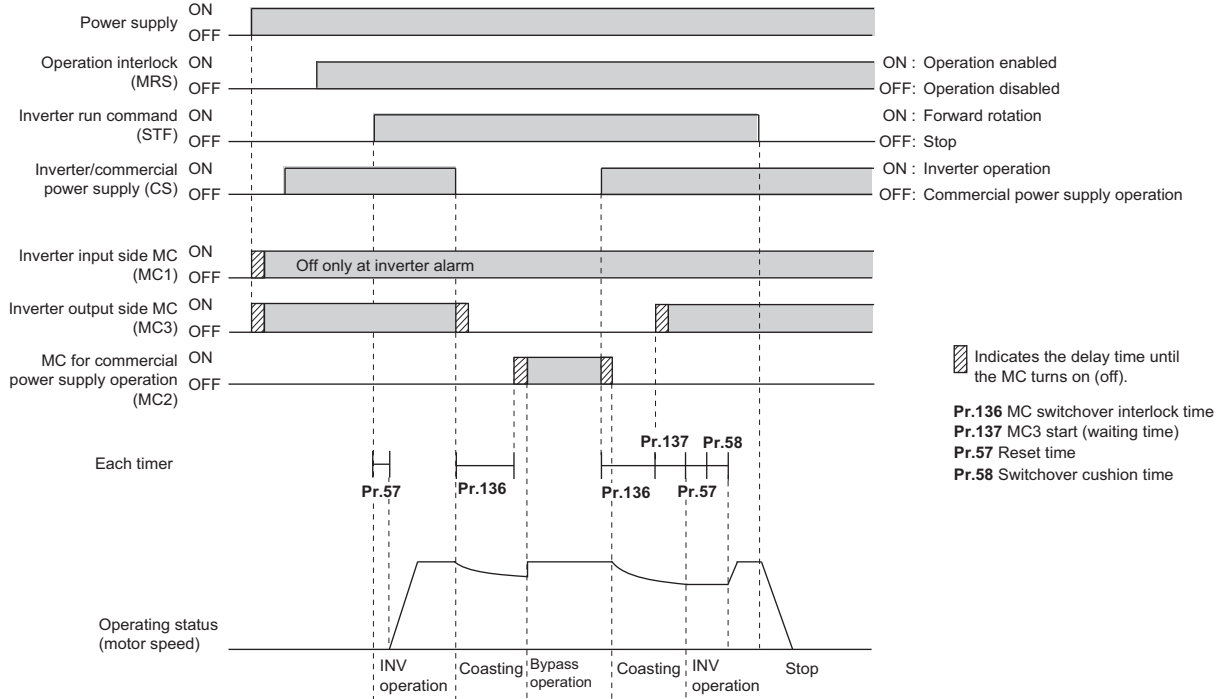 Power supply
ON
OFF
Operation interlock
(MRS)
ON
OFF
ON : Operation enabled
OFF: Operation disabled
Inverter run command
(STF)
ON
OFF
ON : Forward rotation
OFF: Stop
Inverter/commercial
power supply (CS)
ON
OFF
ON : Inverter operation
OFF: Commercial power supply operation
Inverter input side MC
(MC1)
ON
OFF
Off only at inverter alarm
Inverter output side MC
(MC3)
ON
OFF
MC for commercial
power supply operation
(MC2)
ON
OFF
Indicates the delay time until
the MC turns on (off).
Pr.136 MC switchover interlock time
Pr.137 MC3 start (waiting time)
Pr.57 Reset time
Pr.58 Switchover cushion time
Each timer
Pr.57
Pr.136
Pr.137
Pr.58
Pr.136
Pr.57
Operating status
(motor speed)
INV
operation
Coasting
Bypass
operation
Coasting
INV
operation
Stop